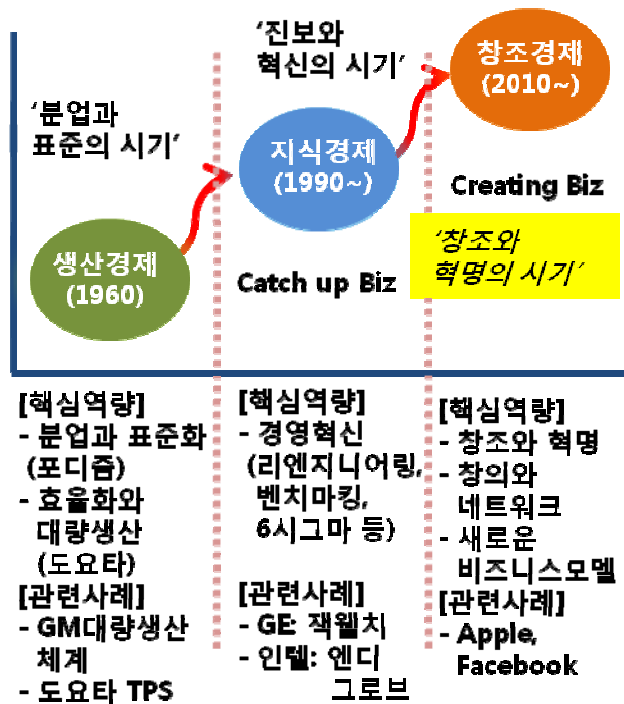 '분업과
표준의 시기'
생산경제
(1960)
'진보와
혁신의 시기'
지식경제
(1990~)
Catch up Biz
창조경제
(2010~)
Creating Biz
'창조와
혁명의 시기'
[핵심역량]
- 분업과 표준화
(포디즘)
- 효율화와
대량생산
(도요타)
[관련사례]
- GM대량생산
체계
- 도요타 TPS
[핵심역량]
- 경영혁신
(리엔지니어링,
벤치마킹,
6시그마 등)
[관련사례]
- GE: 잭웰치
- 인텔: 엔디
그로브
[핵심역량]
- 창조와 혁명
- 창의와
네트워크
- 새로운
비즈니스모델
[관련사례]
- Apple,
Facebook